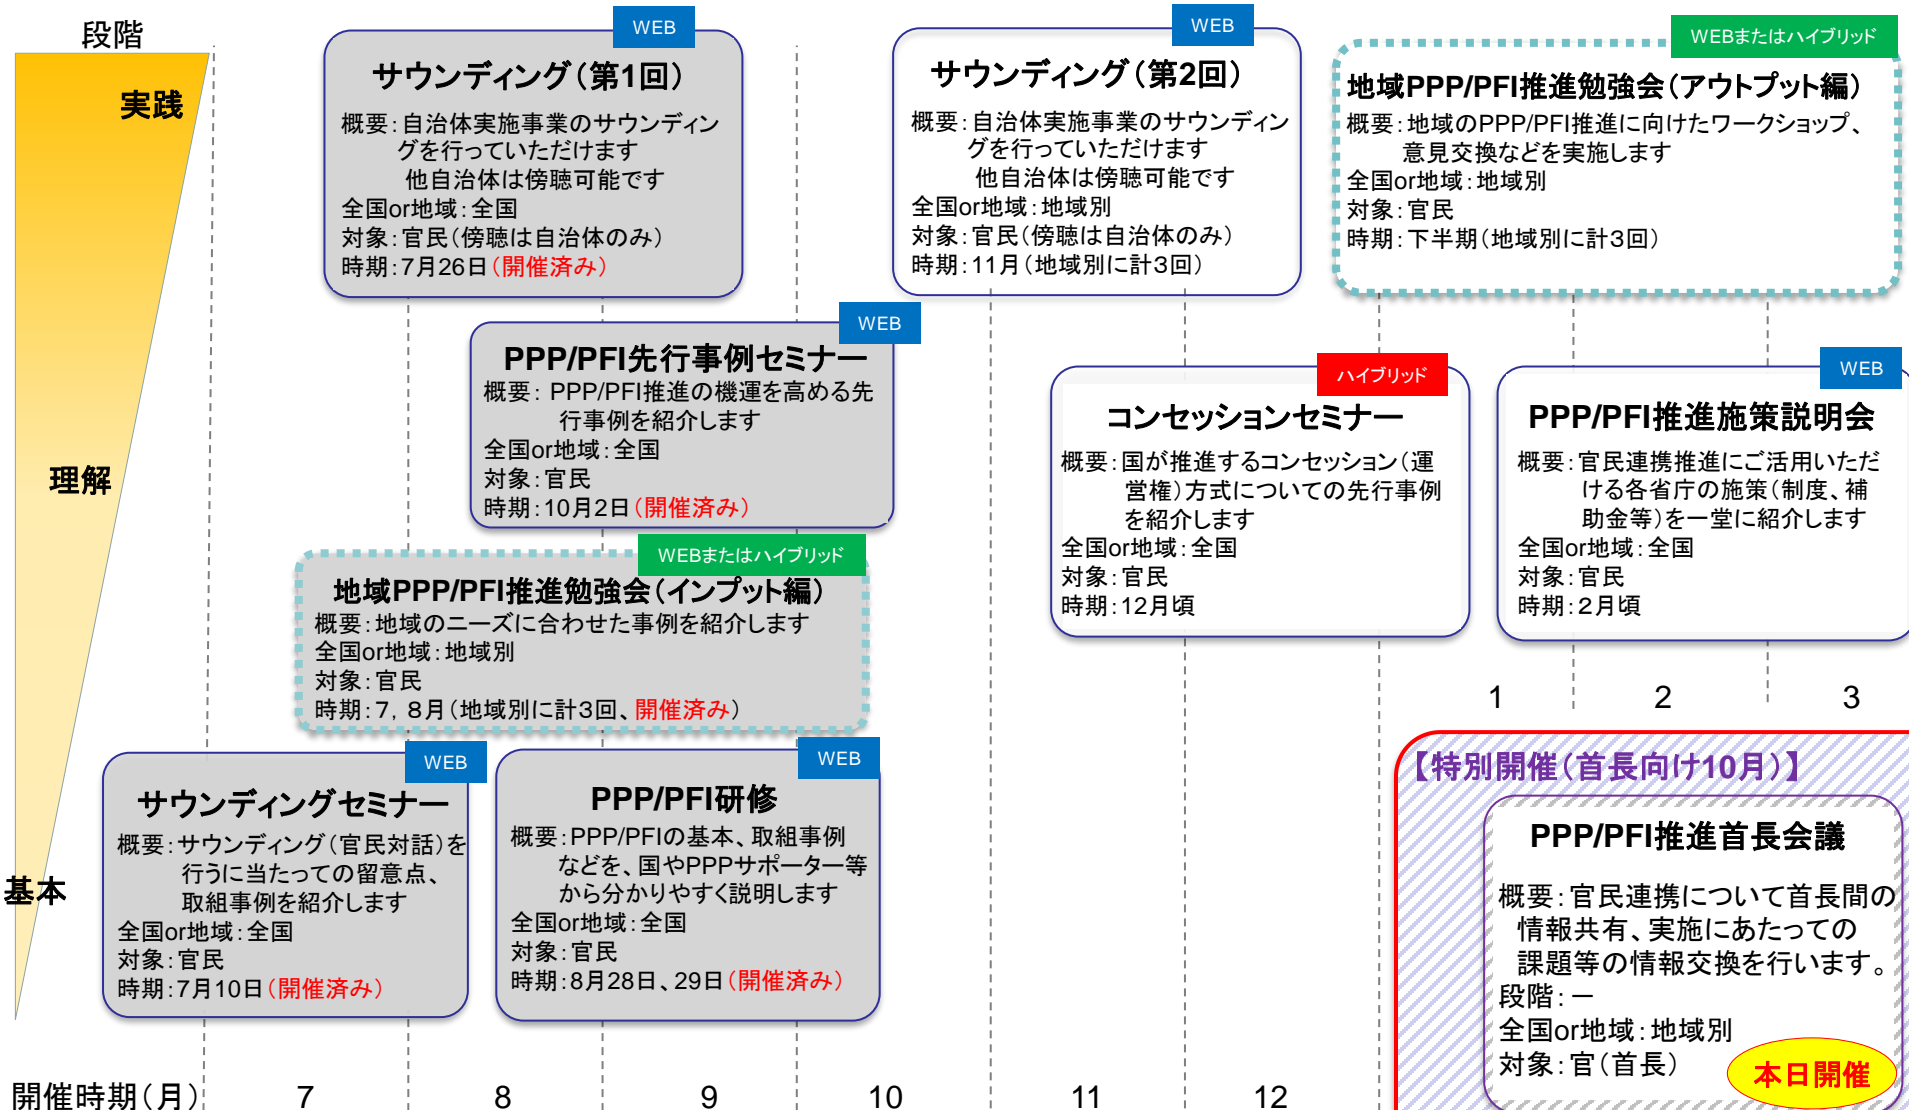 段階
実践
理解
基本
WEB
サウンディング（第1回）
概要：自治体実施事業のサウンディン
グを行っていただけます
他自治体は傍聴可能です
全国or地域：全国
対象：官民（傍聴は自治体のみ）
時期：7月26日（開催済み）
WEB
サウンディング（第2回）
概要：自治体実施事業のサウンディン
グを行っていただけます
他自治体は傍聴可能です
全国or地域：地域別
対象：官民（傍聴は自治体のみ）
時期：11月（地域別に計3回）
WEBまたはハイブリッド
地域PPP/PFI推進勉強会（アウトプット編）
概要：地域のPPP/PFI推進に向けたワークショップ、
意見交換などを実施します
全国or地域：地域別
対象：官民
時期：下半期（地域別に計3回）
WEB
PPP/PFI先行事例セミナー
概要： PPP/PFI推進の機運を高める先
行事例を紹介します
全国or地域：全国
対象：官民
時期：10月2日（開催済み）
ハイブリッド
コンセッションセミナー
概要：国が推進するコンセッション（運
営権）方式についての先行事例
を紹介します
全国or地域：全国
対象：官民
時期：12月頃
WEB
PPP/PFI推進施策説明会
概要：官民連携推進にご活用いただ
ける各省庁の施策（制度、補
助金等）を一堂に紹介します
全国or地域：全国
対象：官民
時期：２月頃
WEBまたはハイブリッド
地域PPP/PFI推進勉強会（インプット編）
概要：地域のニーズに合わせた事例を紹介します
全国or地域：地域別
対象：官民
時期：7，８月（地域別に計３回、開催済み）
WEB
サウンディングセミナー
概要：サウンディング（官民対話）を
行うに当たっての留意点、
取組事例を紹介します
全国or地域：全国
対象：官民
時期：7月10日（開催済み）
WEB
PPP/PFI研修
概要：PPP/PFIの基本、取組事例
などを、国やPPPサポーター等
から分かりやすく説明します
全国or地域：全国
対象：官民
時期：8月28日、29日（開催済み）
1 2 3
【特別開催（首長向け10月）】
PPP/PFI推進首長会議
概要：官民連携について首長間の
情報共有、実施にあたっての
課題等の情報交換を行います。
段階：－
全国or地域：地域別
対象：官（首長）
本日開催
開催時期（月） 7 8 9 10 11 12